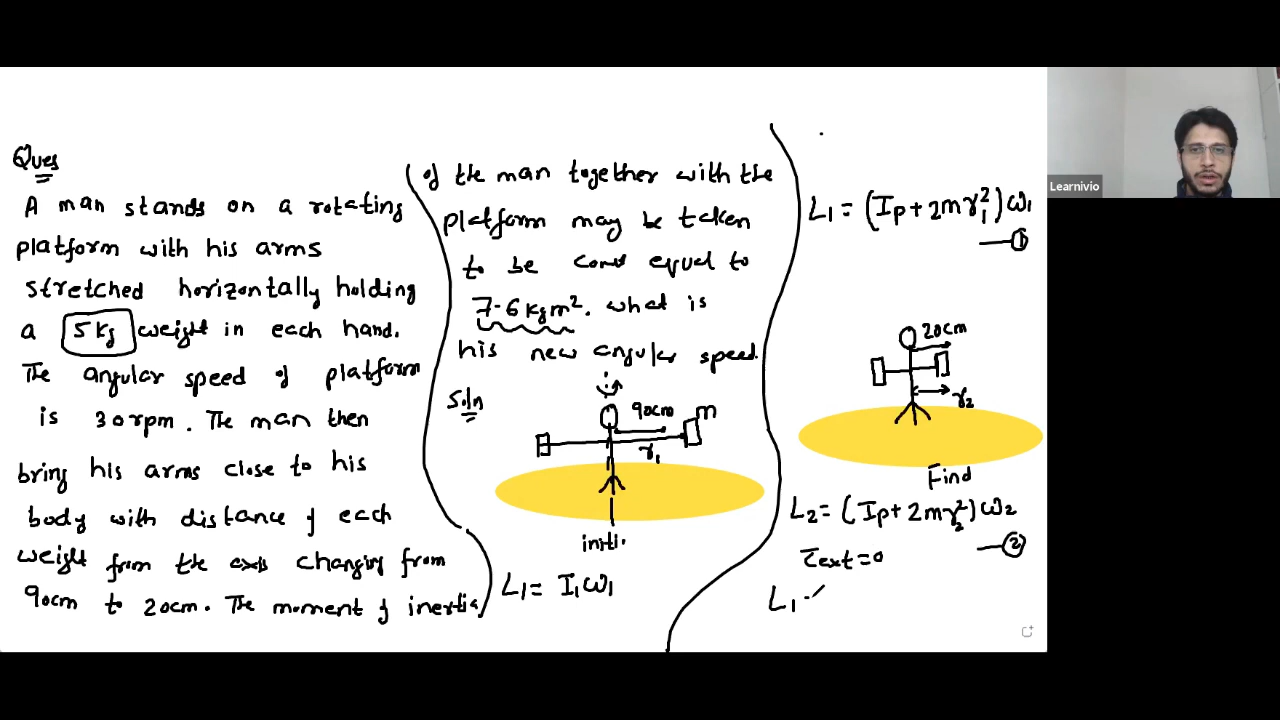 Ques
A man stands on a rotating
platform with his arms
stretched horizontally holding
a 5 kg weight in each hand.
The angular speed of platform
is 30 rpm. The man then
bring his arms close to his
body with distance of each
weight from the axis changing from
90cm to 20cm. The moment of inertia
of the man together with the
platform may be taken
to be const equal to
7-6 kgm². what is
his new angular speed
Soln
90cm m
r₁
initi.
L₁ = I₁ω₁
L₁ = (Ip + 2mr₁²)ω₁
①
20cm
r₂
Find
L₂ = (Ip + 2mr₂²)ω₂
②
τext = 0
L₁
Learnivio